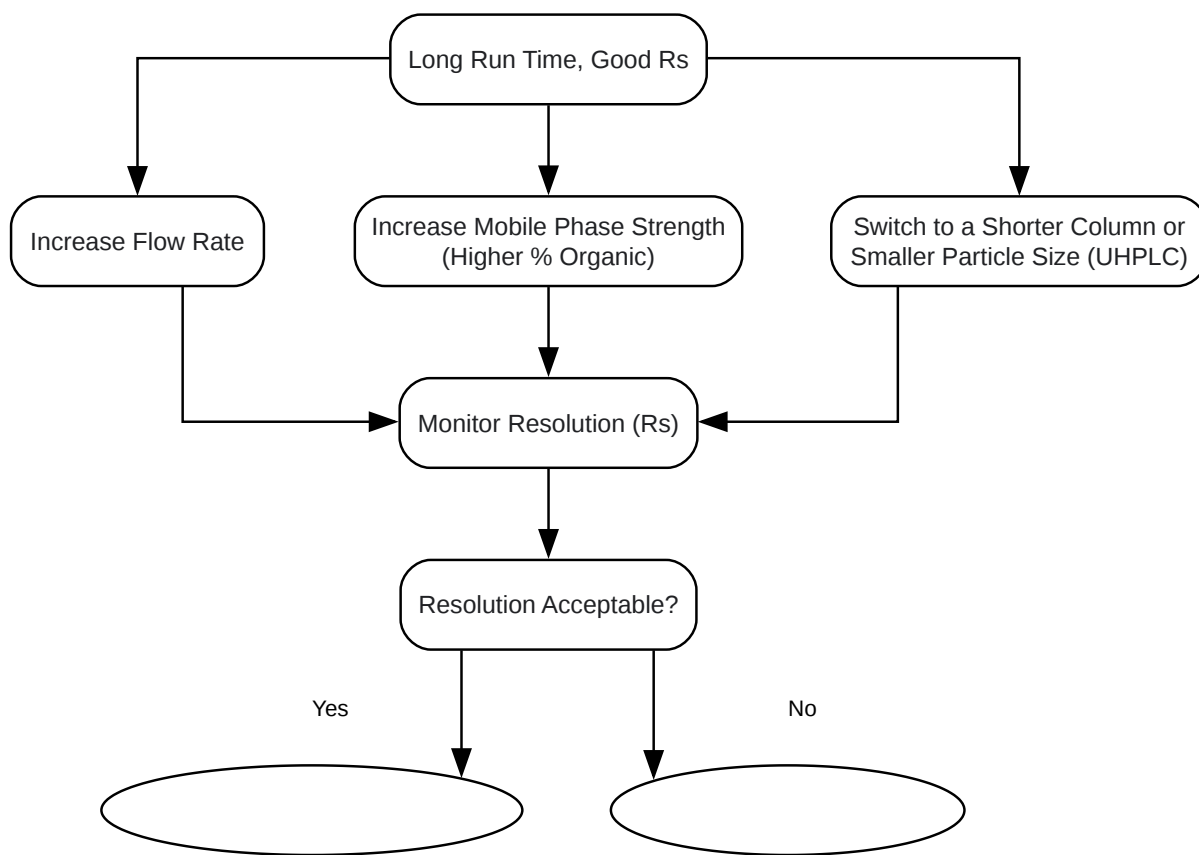 Long Run Time, Good Rs
Increase Flow Rate
Increase Mobile Phase Strength
(Higher % Organic)
Switch to a Shorter Column or
Smaller Particle Size (UHPLC)
Monitor Resolution (Rs)
Resolution Acceptable?
Yes
No